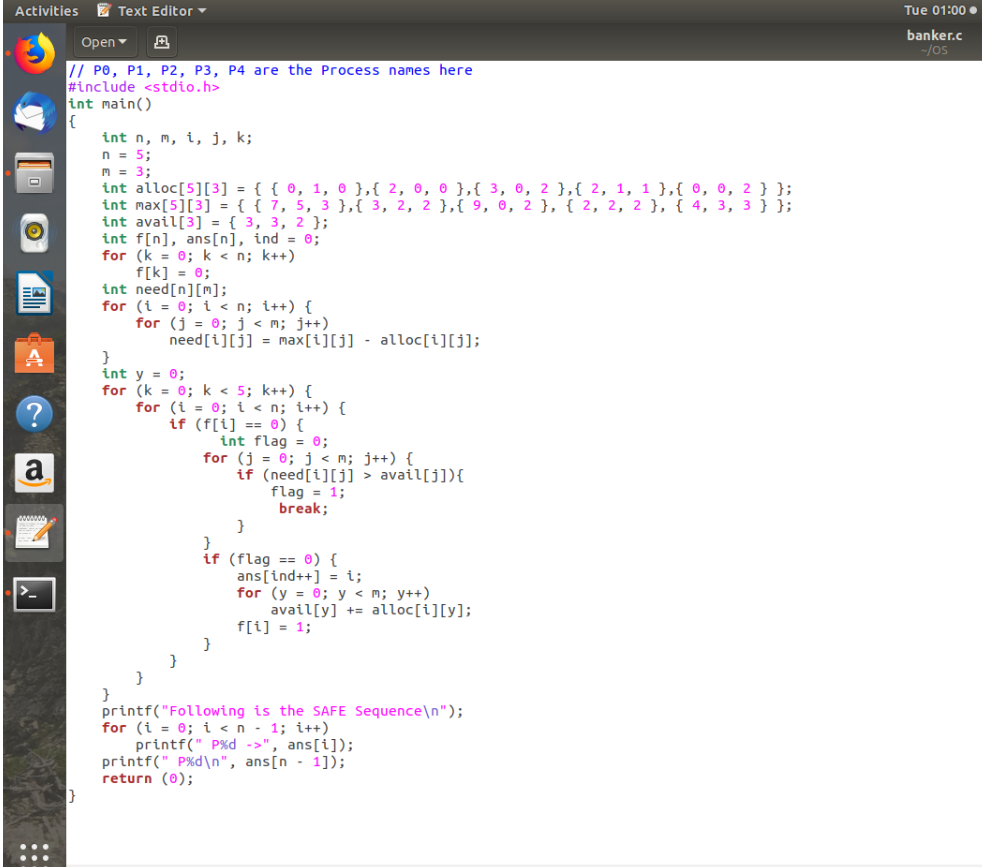 Activities Text Editor Tue 01:00
Open banker.c
~/OS
// P0, P1, P2, P3, P4 are the Process names here
#include <stdio.h>
int main()
{
    int n, m, i, j, k;
    n = 5;
    m = 3;
    int alloc[5][3] = { { 0, 1, 0 },{ 2, 0, 0 },{ 3, 0, 2 },{ 2, 1, 1 },{ 0, 0, 2 } };
    int max[5][3] = { { 7, 5, 3 },{ 3, 2, 2 },{ 9, 0, 2 }, { 2, 2, 2 }, { 4, 3, 3 } };
    int avail[3] = { 3, 3, 2 };
    int f[n], ans[n], ind = 0;
    for (k = 0; k < n; k++)
        f[k] = 0;
    int need[n][m];
    for (i = 0; i < n; i++) {
        for (j = 0; j < m; j++)
            need[i][j] = max[i][j] - alloc[i][j];
    }
    int y = 0;
    for (k = 0; k < 5; k++) {
        for (i = 0; i < n; i++) {
            if (f[i] == 0) {
                  int flag = 0;
                for (j = 0; j < m; j++) {
                    if (need[i][j] > avail[j]){
                        flag = 1;
                         break;
                    }
                }
                if (flag == 0) {
                    ans[ind++] = i;
                    for (y = 0; y < m; y++)
                        avail[y] += alloc[i][y];
                    f[i] = 1;
                }
            }
        }
    }
    printf("Following is the SAFE Sequence\n");
    for (i = 0; i < n - 1; i++)
        printf(" P%d ->", ans[i]);
    printf(" P%d\n", ans[n - 1]);
    return (0);
}